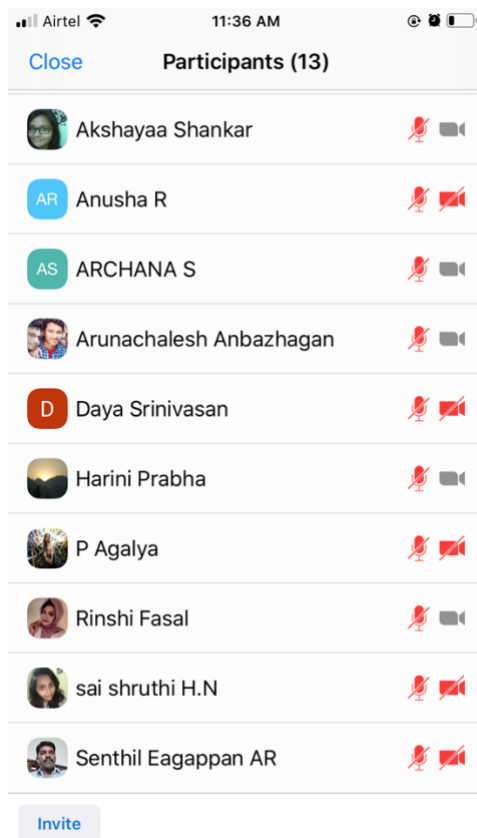 Airtel 11:36 AM
Close Participants (13)
Akshayaa Shankar
AR Anusha R
AS ARCHANA S
Arunachalesh Anbazhagan
D Daya Srinivasan
Harini Prabha
P Agalya
Rinshi Fasal
sai shruthi H.N
Senthil Eagappan AR
Invite